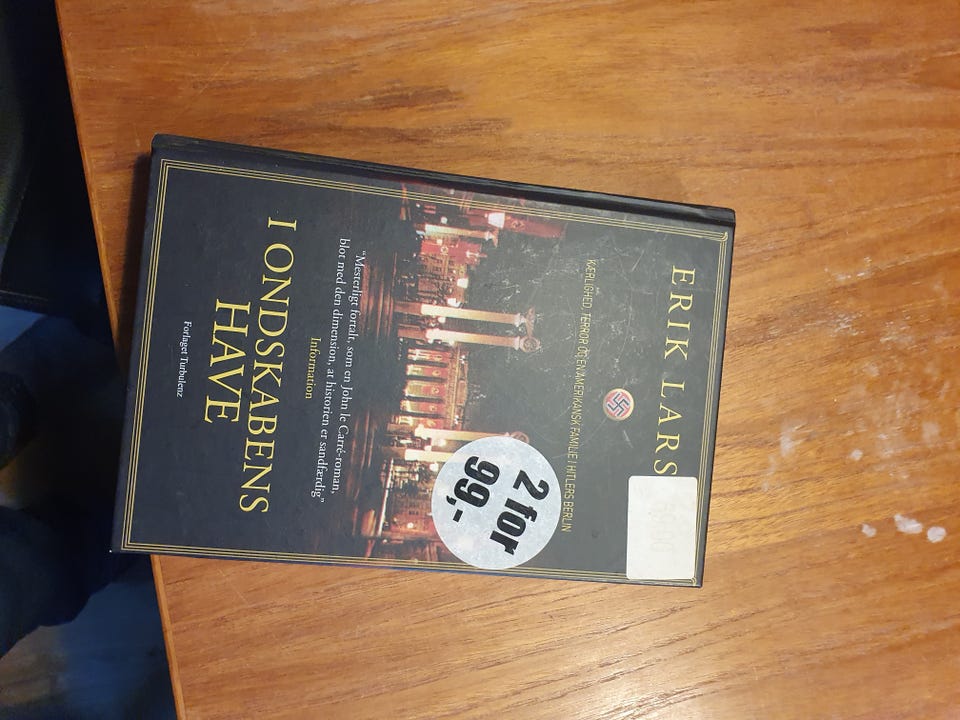 ERIK LARS
KÆRLIGHED, TERROR OG EN AMERIKANSK FAMILIE I HITLERS BERLIN
2 for
99,-
"Mesterligt fortalt, som en John le Carré-roman,
blot med den dimension, at historien er sandfærdig"
Information
I ONDSKABENS
HAVE
Forlaget Turbulenz